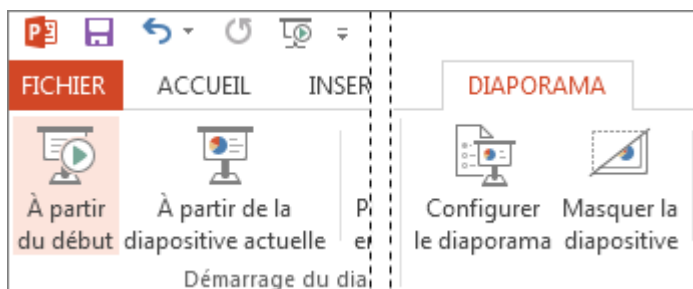 FICHIER ACCUEIL INSER DIAPORAMA
À partir du début
À partir de la diapositive actuelle
Configurer le diaporama
Masquer la diapositive
Démarrage du dia